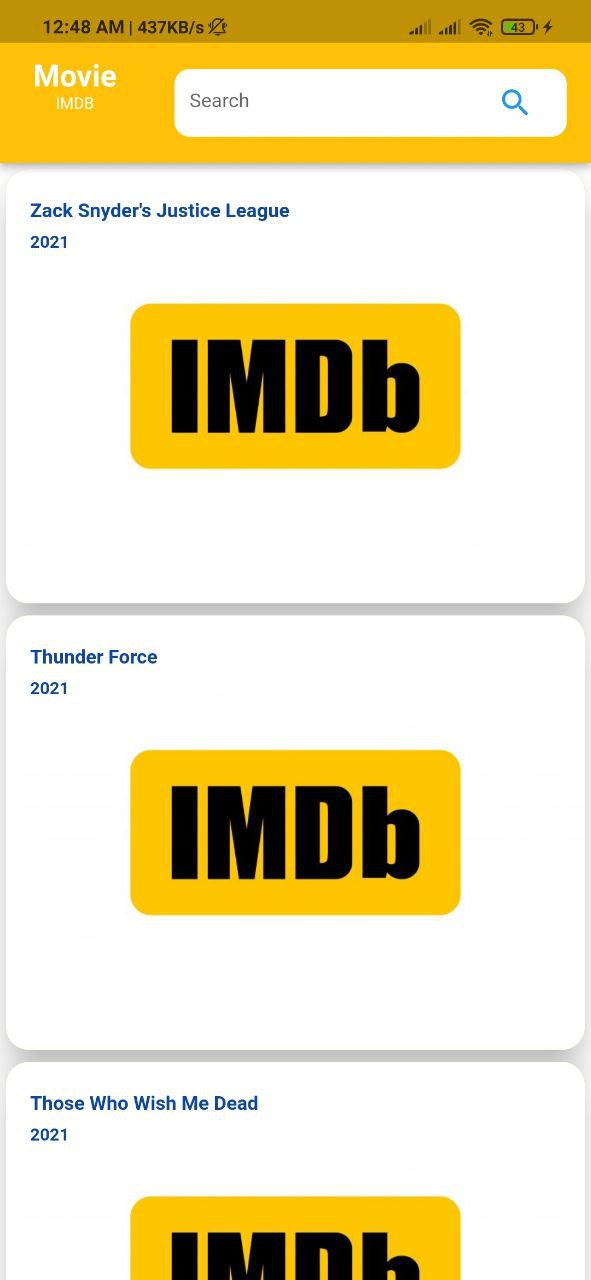 12:48 AM | 437KB/s
43
Movie
IMDB
Search
Zack Snyder's Justice League
2021
IMDb
Thunder Force
2021
IMDb
Those Who Wish Me Dead
2021
IMDb